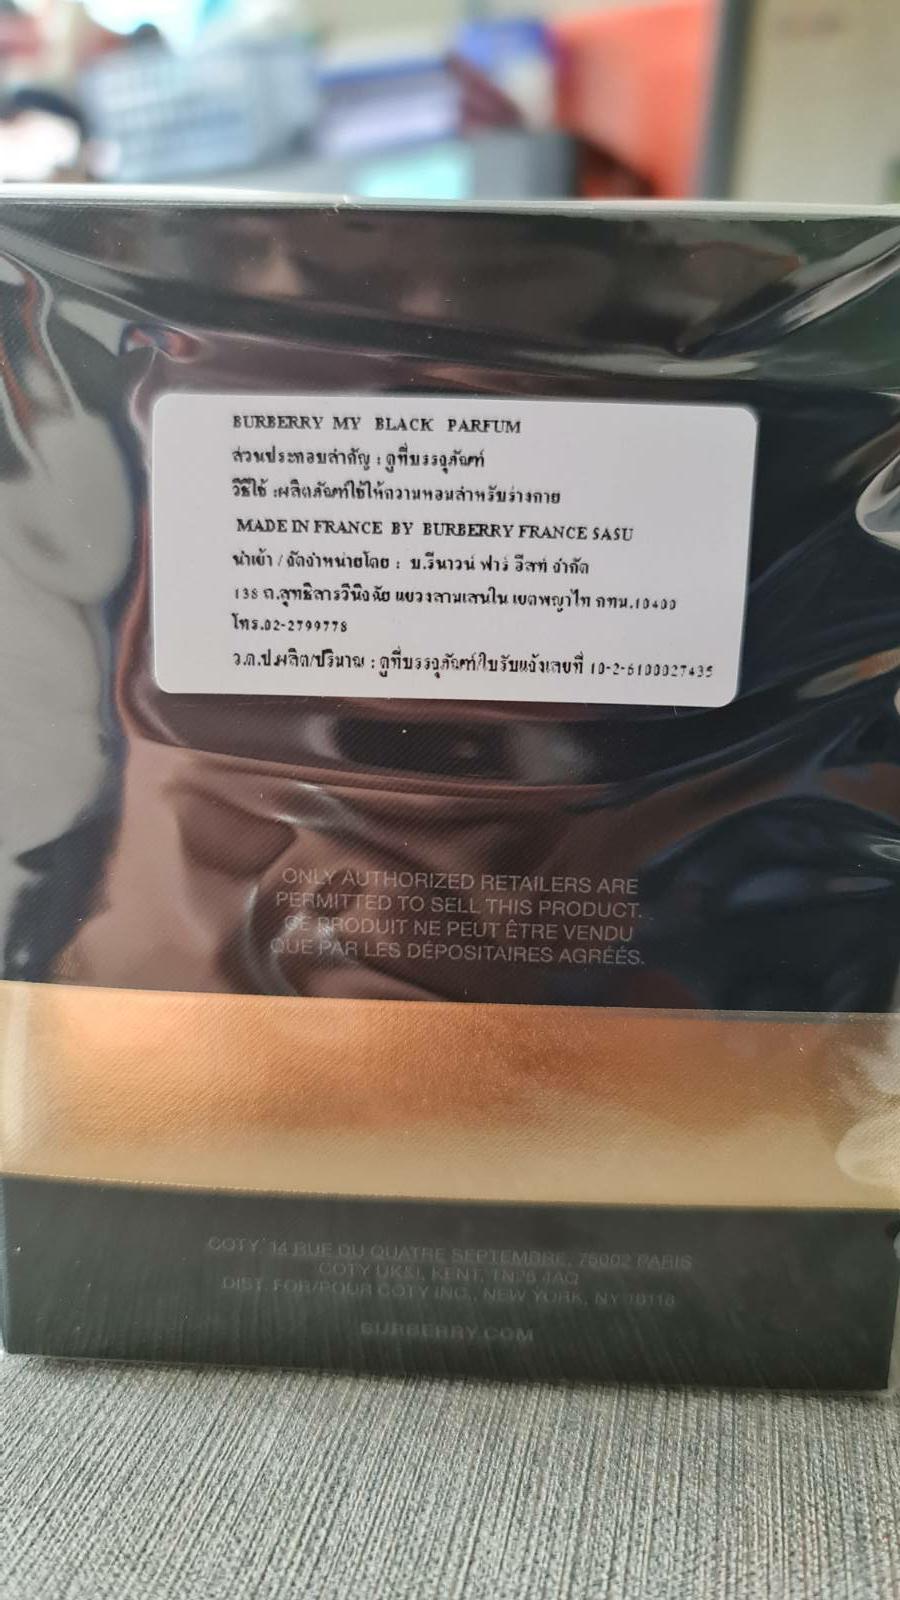 BURBERRY MY BLACK PARFUM
ส่วนประกอบสำคัญ : ดูที่บรรจุภัณฑ์
วิธีใช้ :ผลิตภัณฑ์ใช้ให้ความหอมสำหรับร่างกาย
MADE IN FRANCE BY BURBERRY FRANCE SASU
นำเข้า / จัดจำหน่ายโดย : บ.รีนาวน์ ฟาร์ อีสท์ จำกัด
138 ถ.สุทธิสารวินิจฉัย แขวงสามเสนใน เขตพญาไท กทม.10400
โทร.02-2799778
ว.ด.ป.ผลิต/ปริมาณ : ดูที่บรรจุภัณฑ์/ใบรับแจ้งเลขที่ 10-2-6100027435
ONLY AUTHORIZED RETAILERS ARE
PERMITTED TO SELL THIS PRODUCT.
CE PRODUIT NE PEUT ÊTRE VENDU
QUE PAR LES DÉPOSITAIRES AGRÉÉS.
COTY, 14 RUE DU QUATRE SEPTEMBRE, 75002 PARIS
COTY UK&I, KENT, TN25 4AQ
DIST. FOR/POUR COTY INC., NEW YORK, NY 10118
BURBERRY.COM